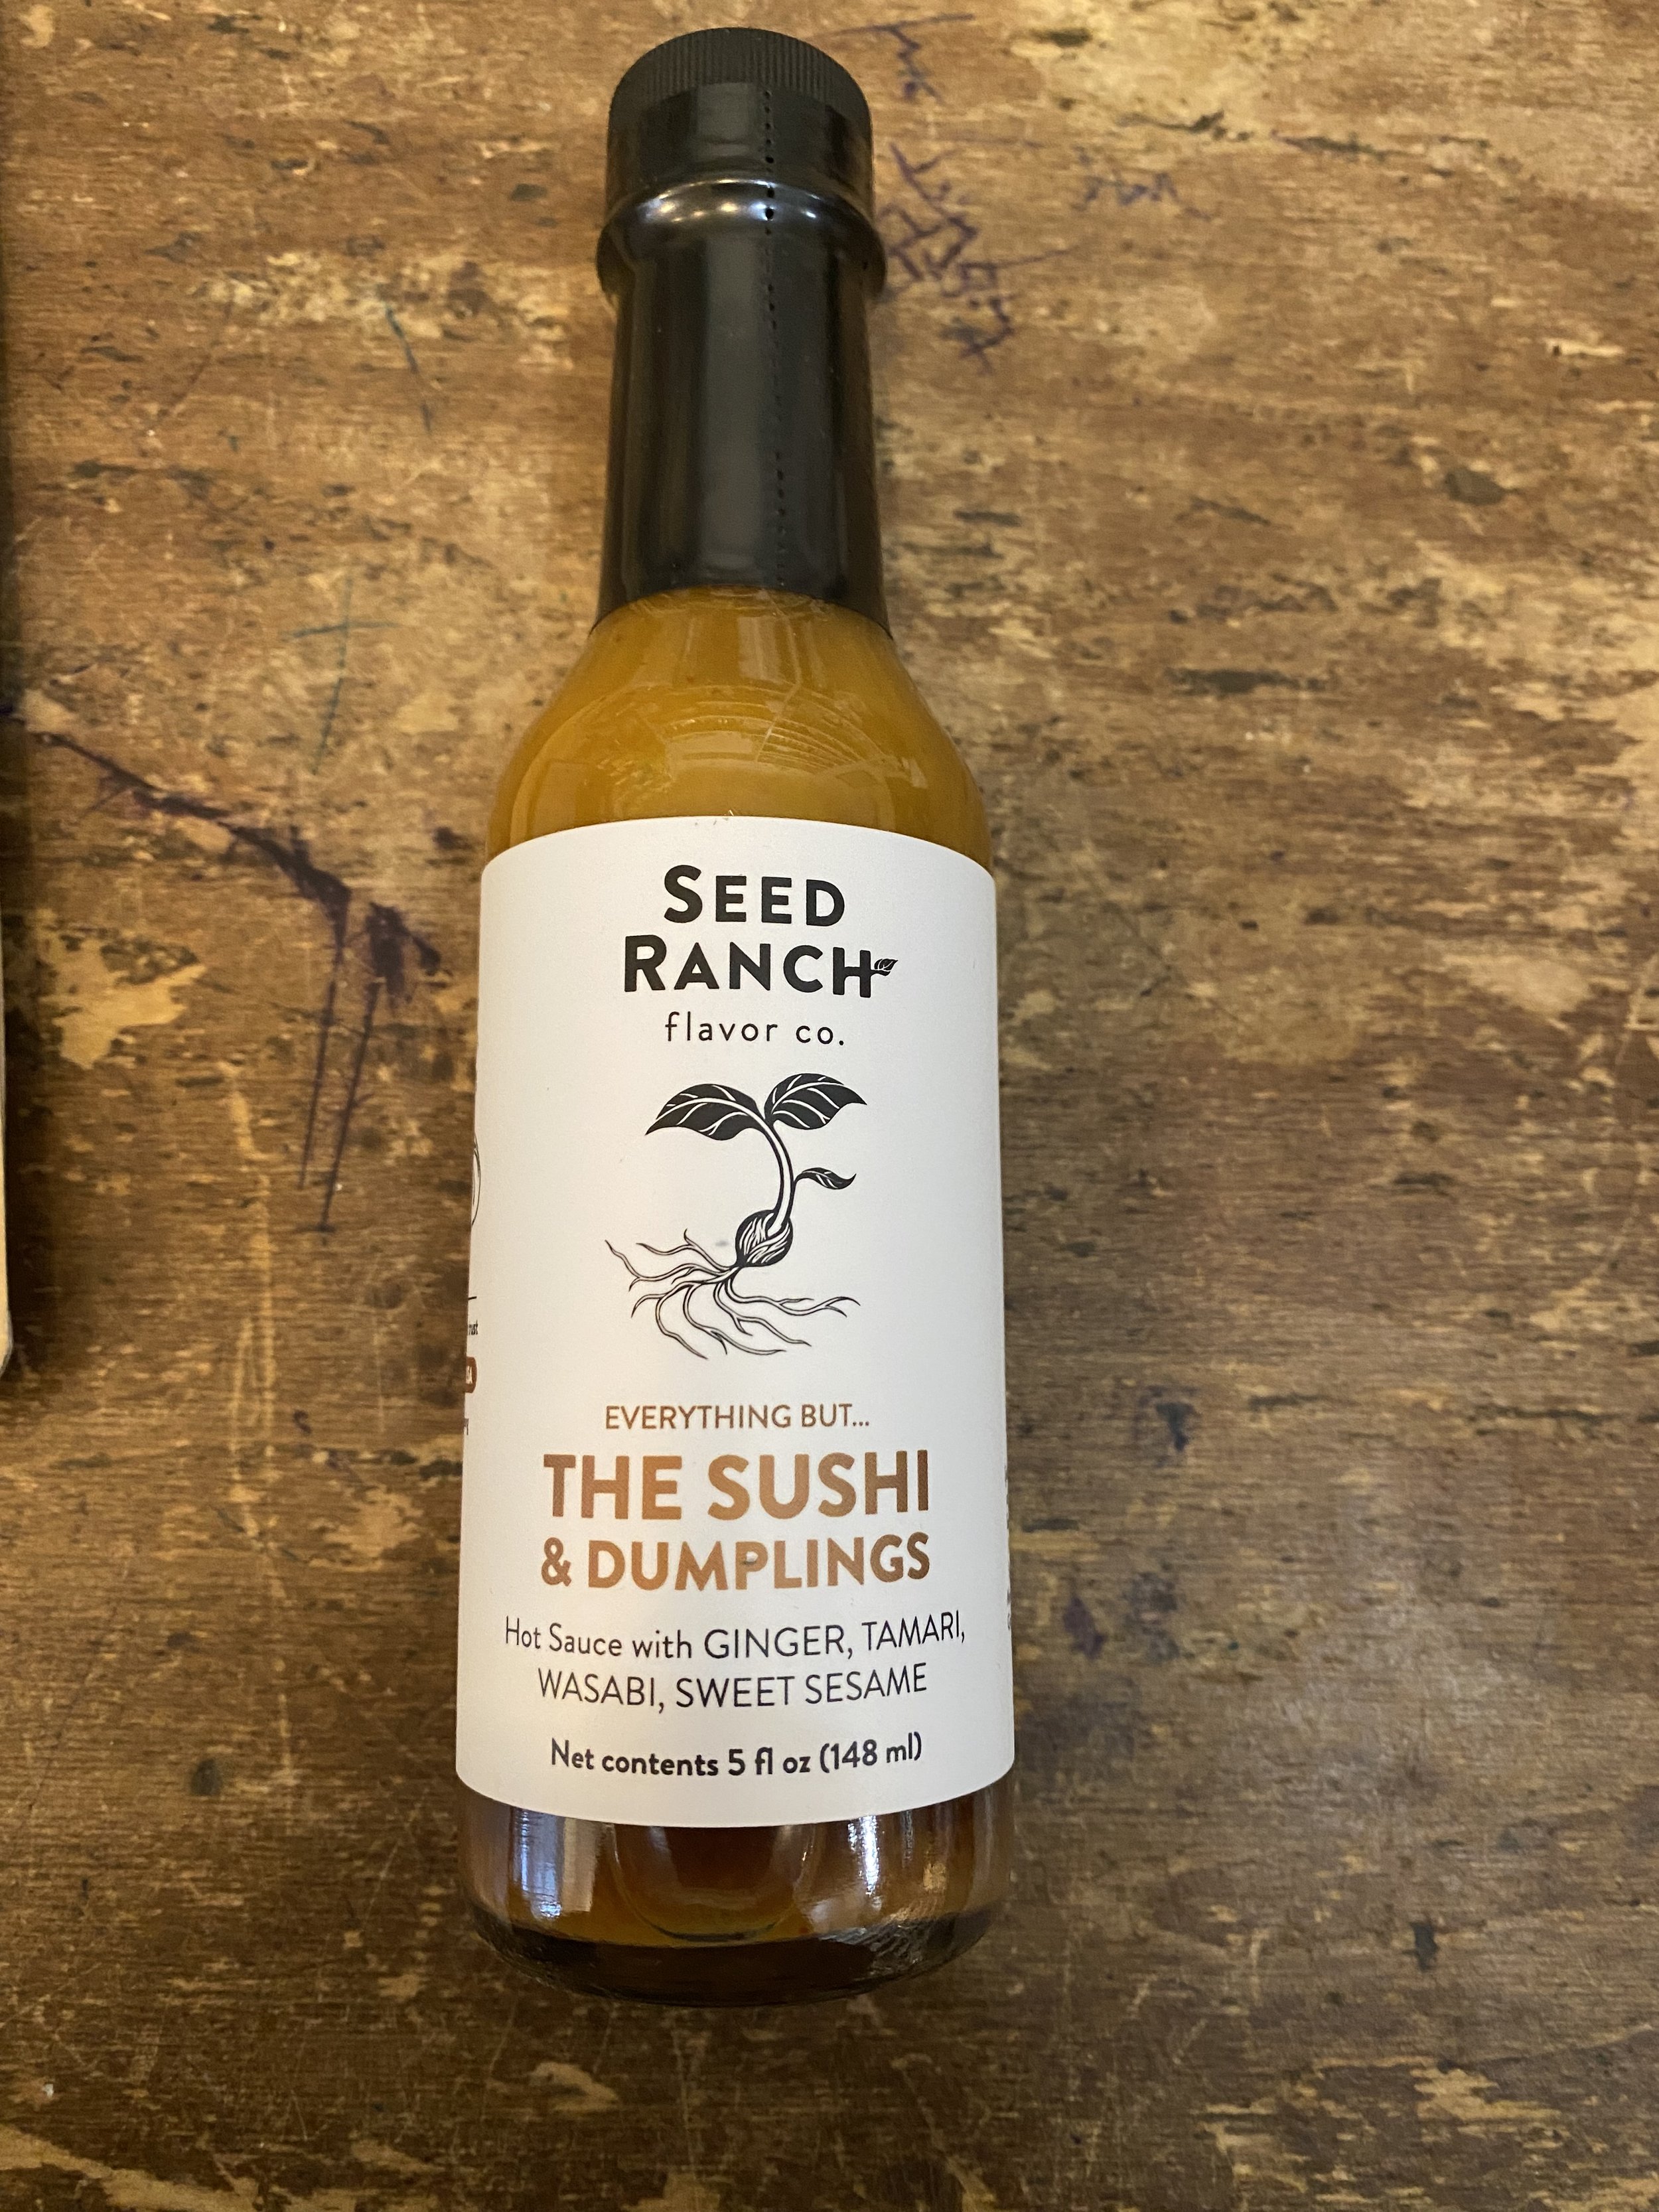 SEED
RANCH
flavor co.
EVERYTHING BUT...
THE SUSHI
& DUMPLINGS
Hot Sauce with GINGER, TAMARI,
WASABI, SWEET SESAME
Net contents 5 fl oz (148 ml)